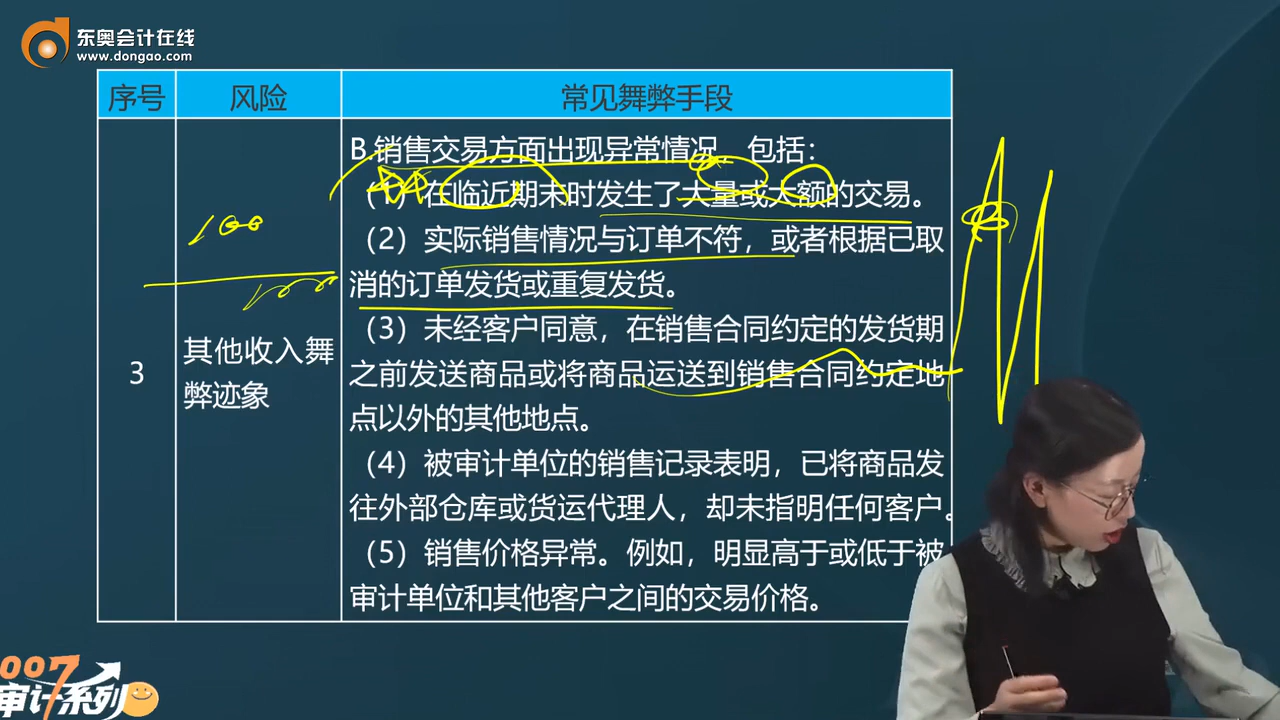 东奥会计在线
www.dongao.com
序号 风险 常见舞弊手段
B.销售交易方面出现异常情况，包括：
（1）在临近期末时发生了大量或大额的交易。
（2）实际销售情况与订单不符，或者根据已取
消的订单发货或重复发货。
（3）未经客户同意，在销售合同约定的发货期
之前发送商品或将商品运送到销售合同约定地
点以外的其他地点。
（4）被审计单位的销售记录表明，已将商品发
往外部仓库或货运代理人，却未指明任何客户。
（5）销售价格异常。例如，明显高于或低于被
审计单位和其他客户之间的交易价格。
3
其他收入舞
弊迹象
100
007
审计系列